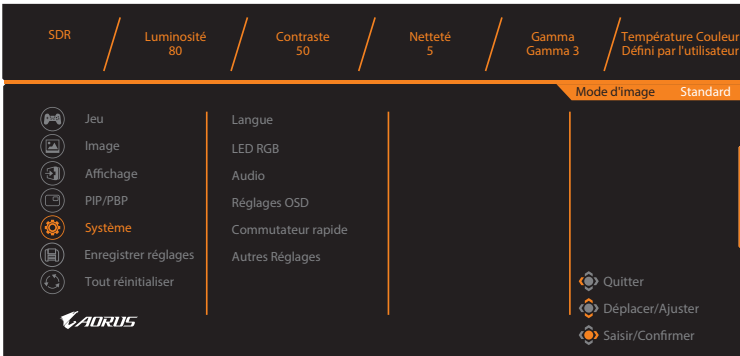 SDR
Luminosité
80
Contraste
50
Netteté
5
Gamma
Gamma 3
Température Couleur
Défini par l'utilisateur
Mode d'image Standard
Jeu
Image
Affichage
PIP/PBP
Système
Enregistrer réglages
Tout réinitialiser
Langue
LED RGB
Audio
Réglages OSD
Commutateur rapide
Autres Réglages
Quitter
Déplacer/Ajuster
Saisir/Confirmer
AORUS